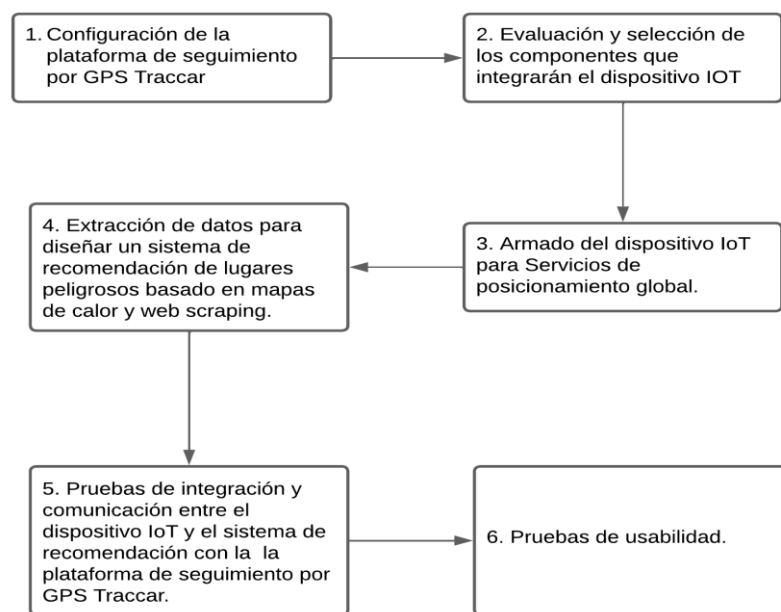 1. Configuración de la
plataforma de seguimiento
por GPS Traccar
2. Evaluación y selección de
los componentes que
integrarán el dispositivo IOT
3. Armado del dispositivo IoT
para Servicios de
posicionamiento global.
4. Extracción de datos para
diseñar un sistema de
recomendación de lugares
peligrosos basado en mapas
de calor y web scraping.
5. Pruebas de integración y
comunicación entre el
dispositivo IoT y el sistema de
recomendación con la  la
plataforma de seguimiento por
GPS Traccar.
6. Pruebas de usabilidad.